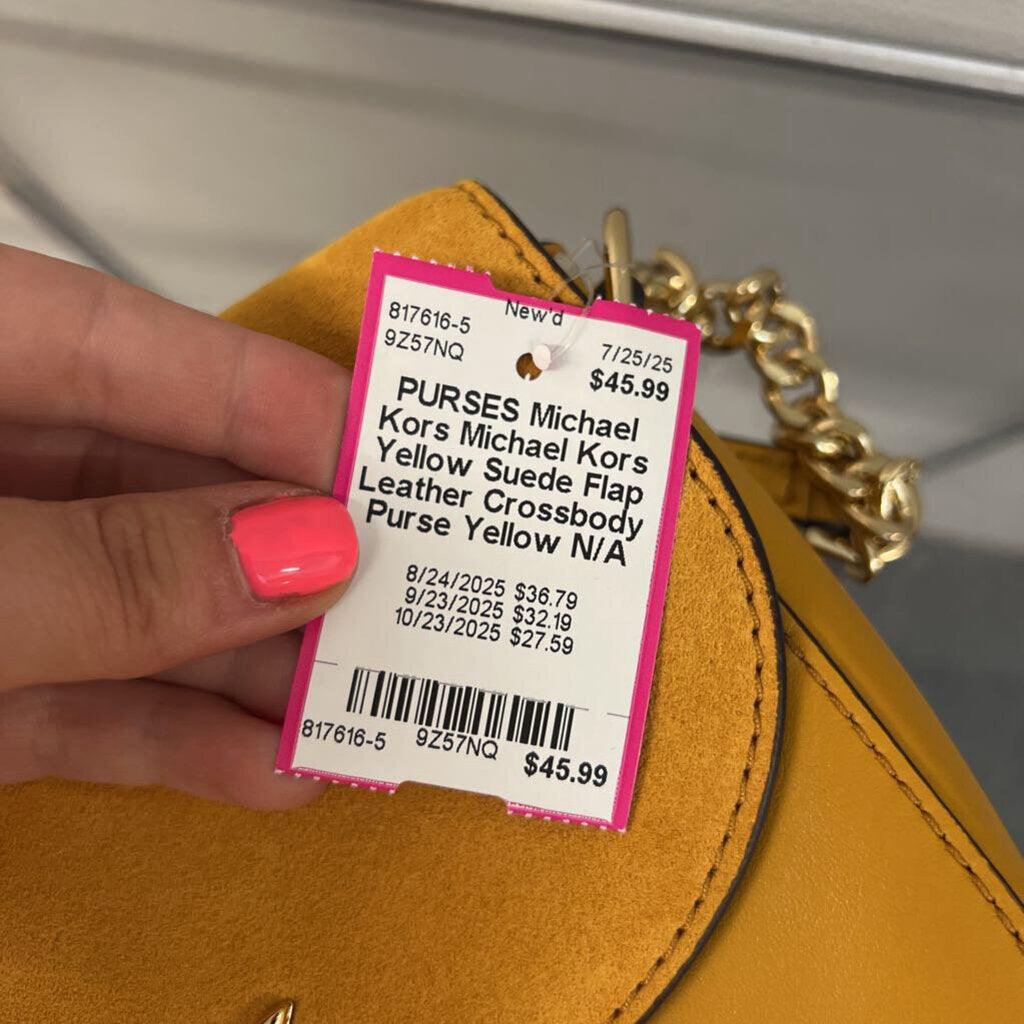 New'd
817616-5
9Z57NQ
7/25/25
$45.99
PURSES Michael
Kors Michael Kors
Yellow Suede Flap
Leather Crossbody
Purse Yellow N/A
8/24/2025 $36.79
9/23/2025 $32.19
10/23/2025 $27.59
817616-5 9Z57NQ $45.99